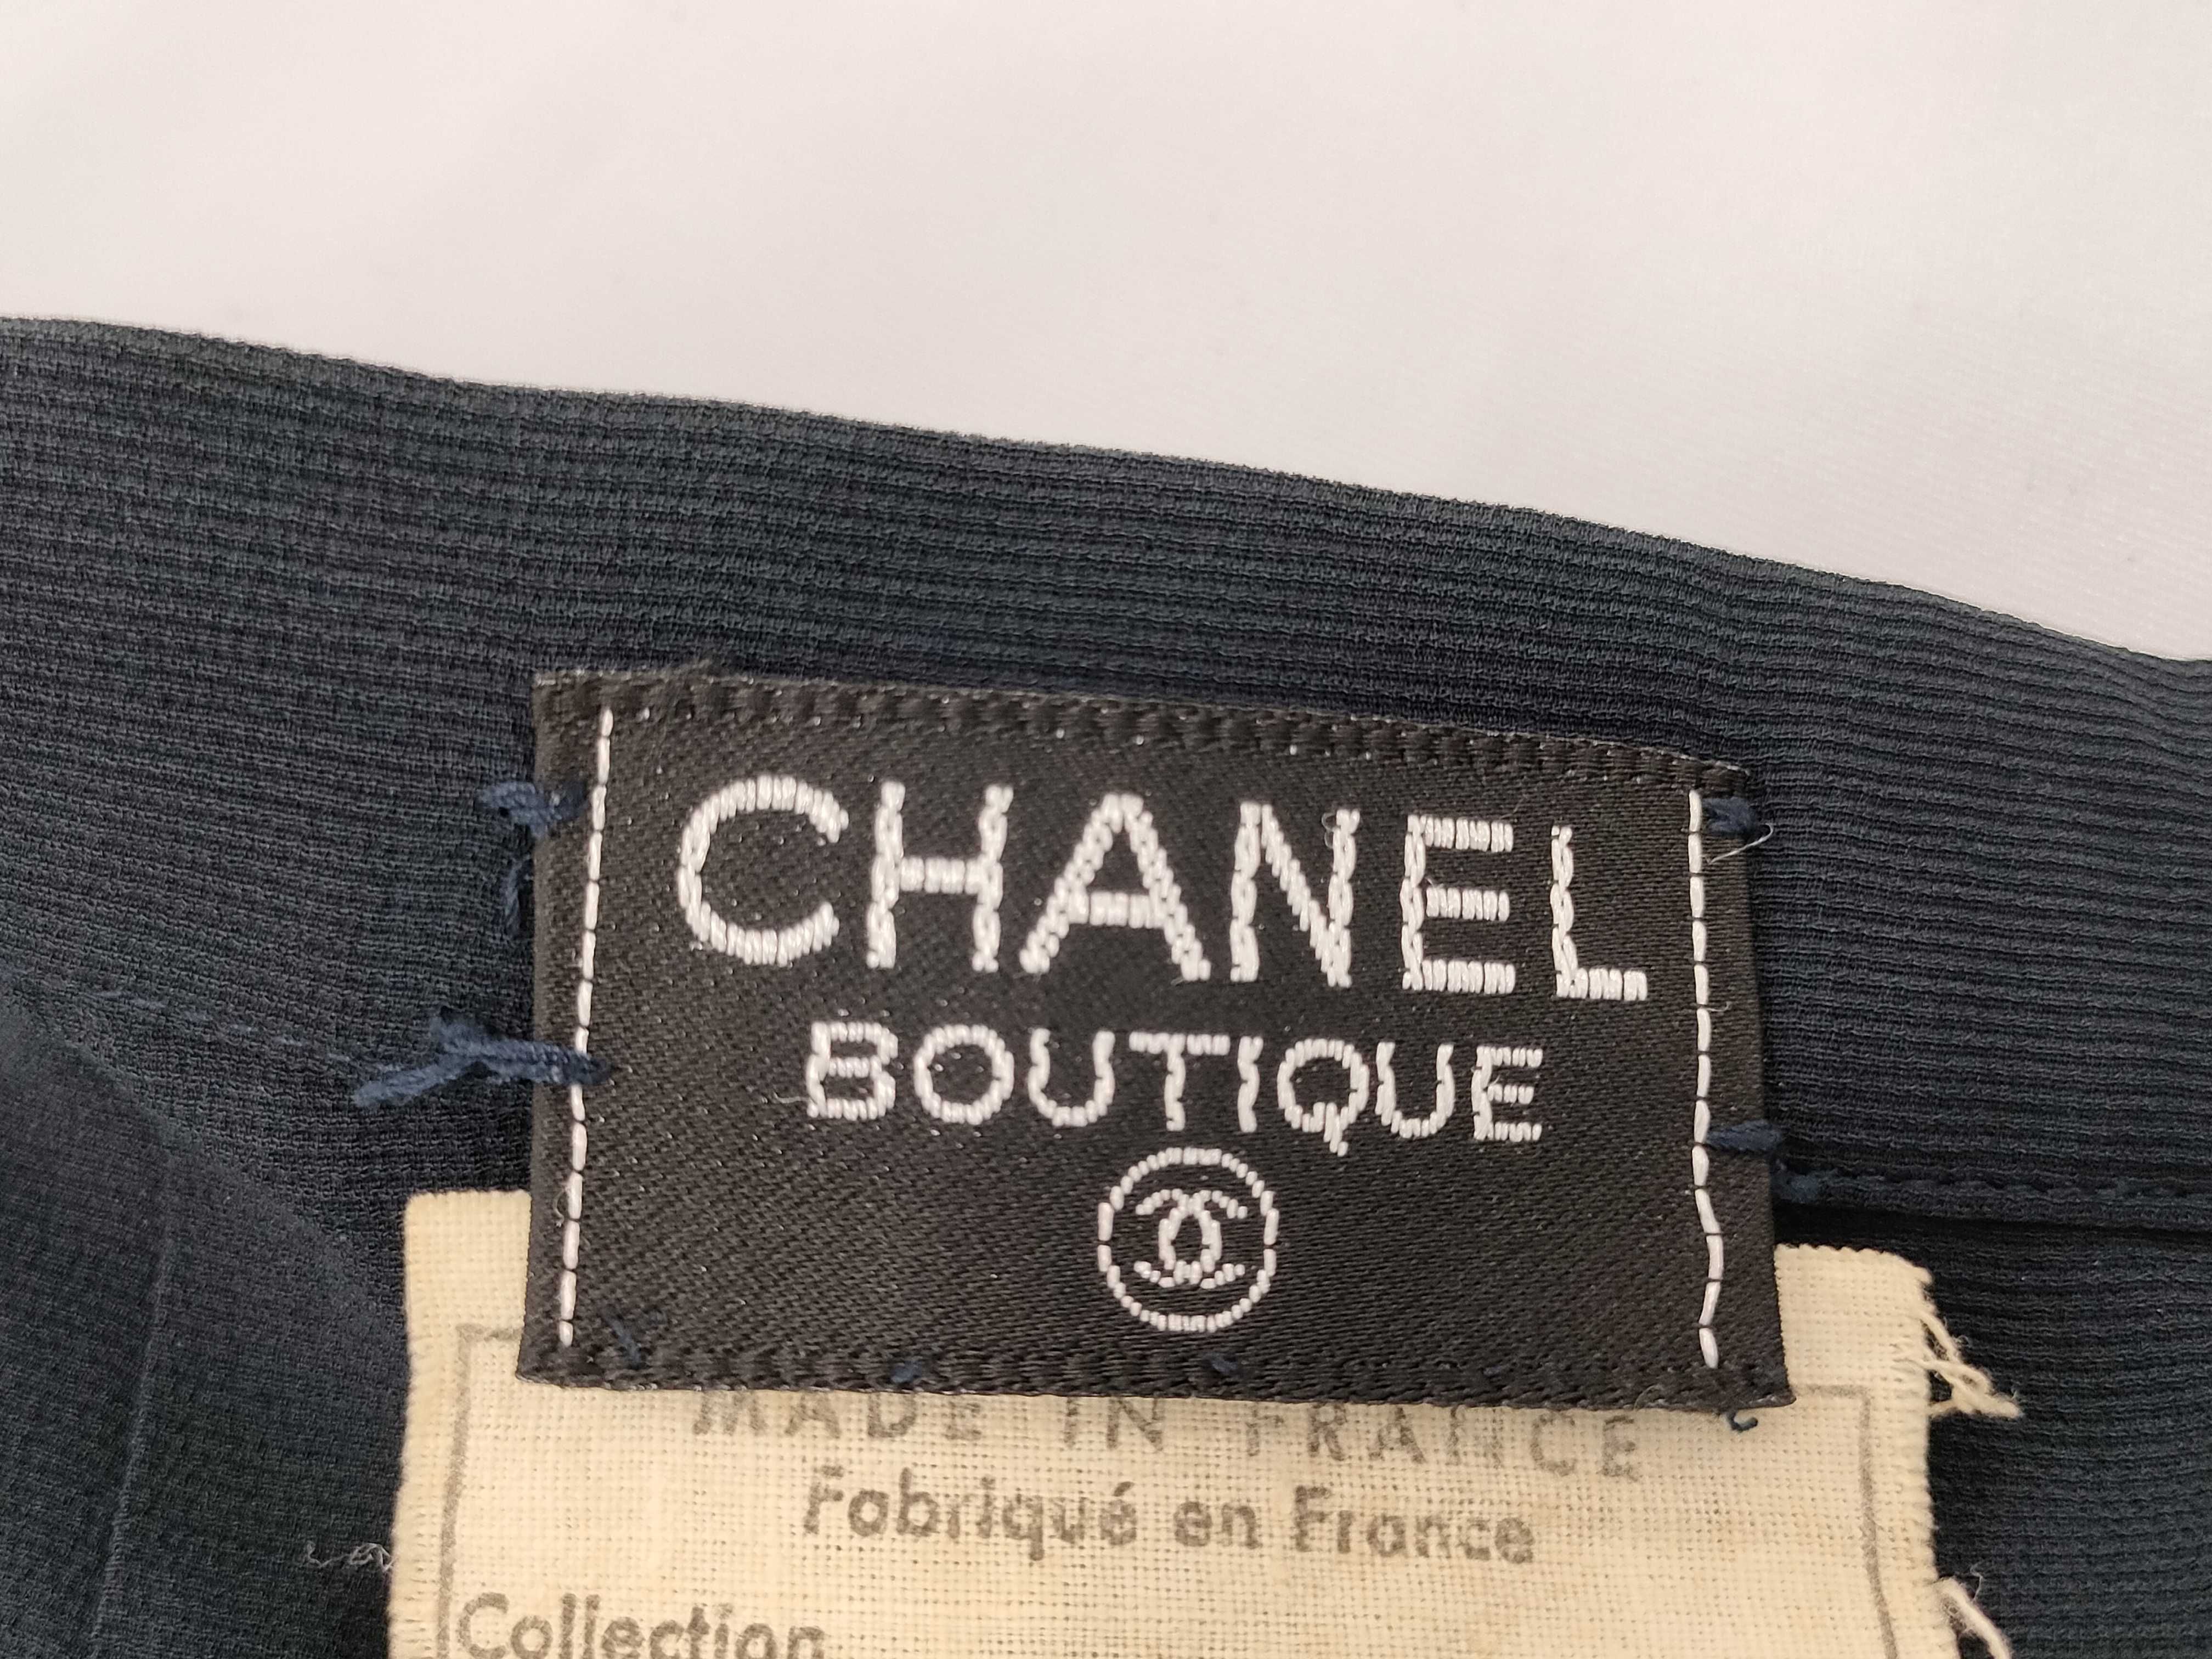 CHANEL
BOUTIQUE
MADE IN FRANCE
Fabriqué en France
Collection